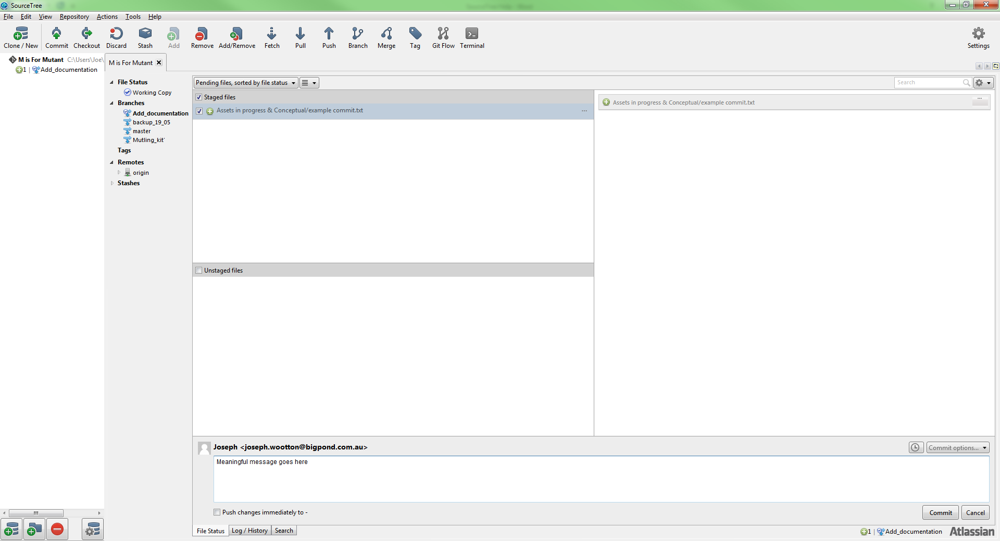 SourceTree
File Edit View Repository Actions Tools Help
Clone / New Commit Checkout Discard Stash Add Remove Add/Remove Fetch Pull Push Branch Merge Tag Git Flow Terminal Settings
M is For Mutant C:\Users\Joe\
1 | Add_documentation
M is For Mutant
File Status
Working Copy
Branches
Add_documentation
backup_19_05
master
Mutling_kit'
Tags
Remotes
origin
Stashes
Pending files, sorted by file status
Search
Staged files
Assets in progress & Conceptual/example commit.txt ...
Assets in progress & Conceptual/example commit.txt ...
Unstaged files
Joseph <joseph.wootton@bigpond.com.au>
Commit options...
Meaningful message goes here
Push changes immediately to -
Commit Cancel
File Status Log / History Search
1 | Add_documentation Atlassian